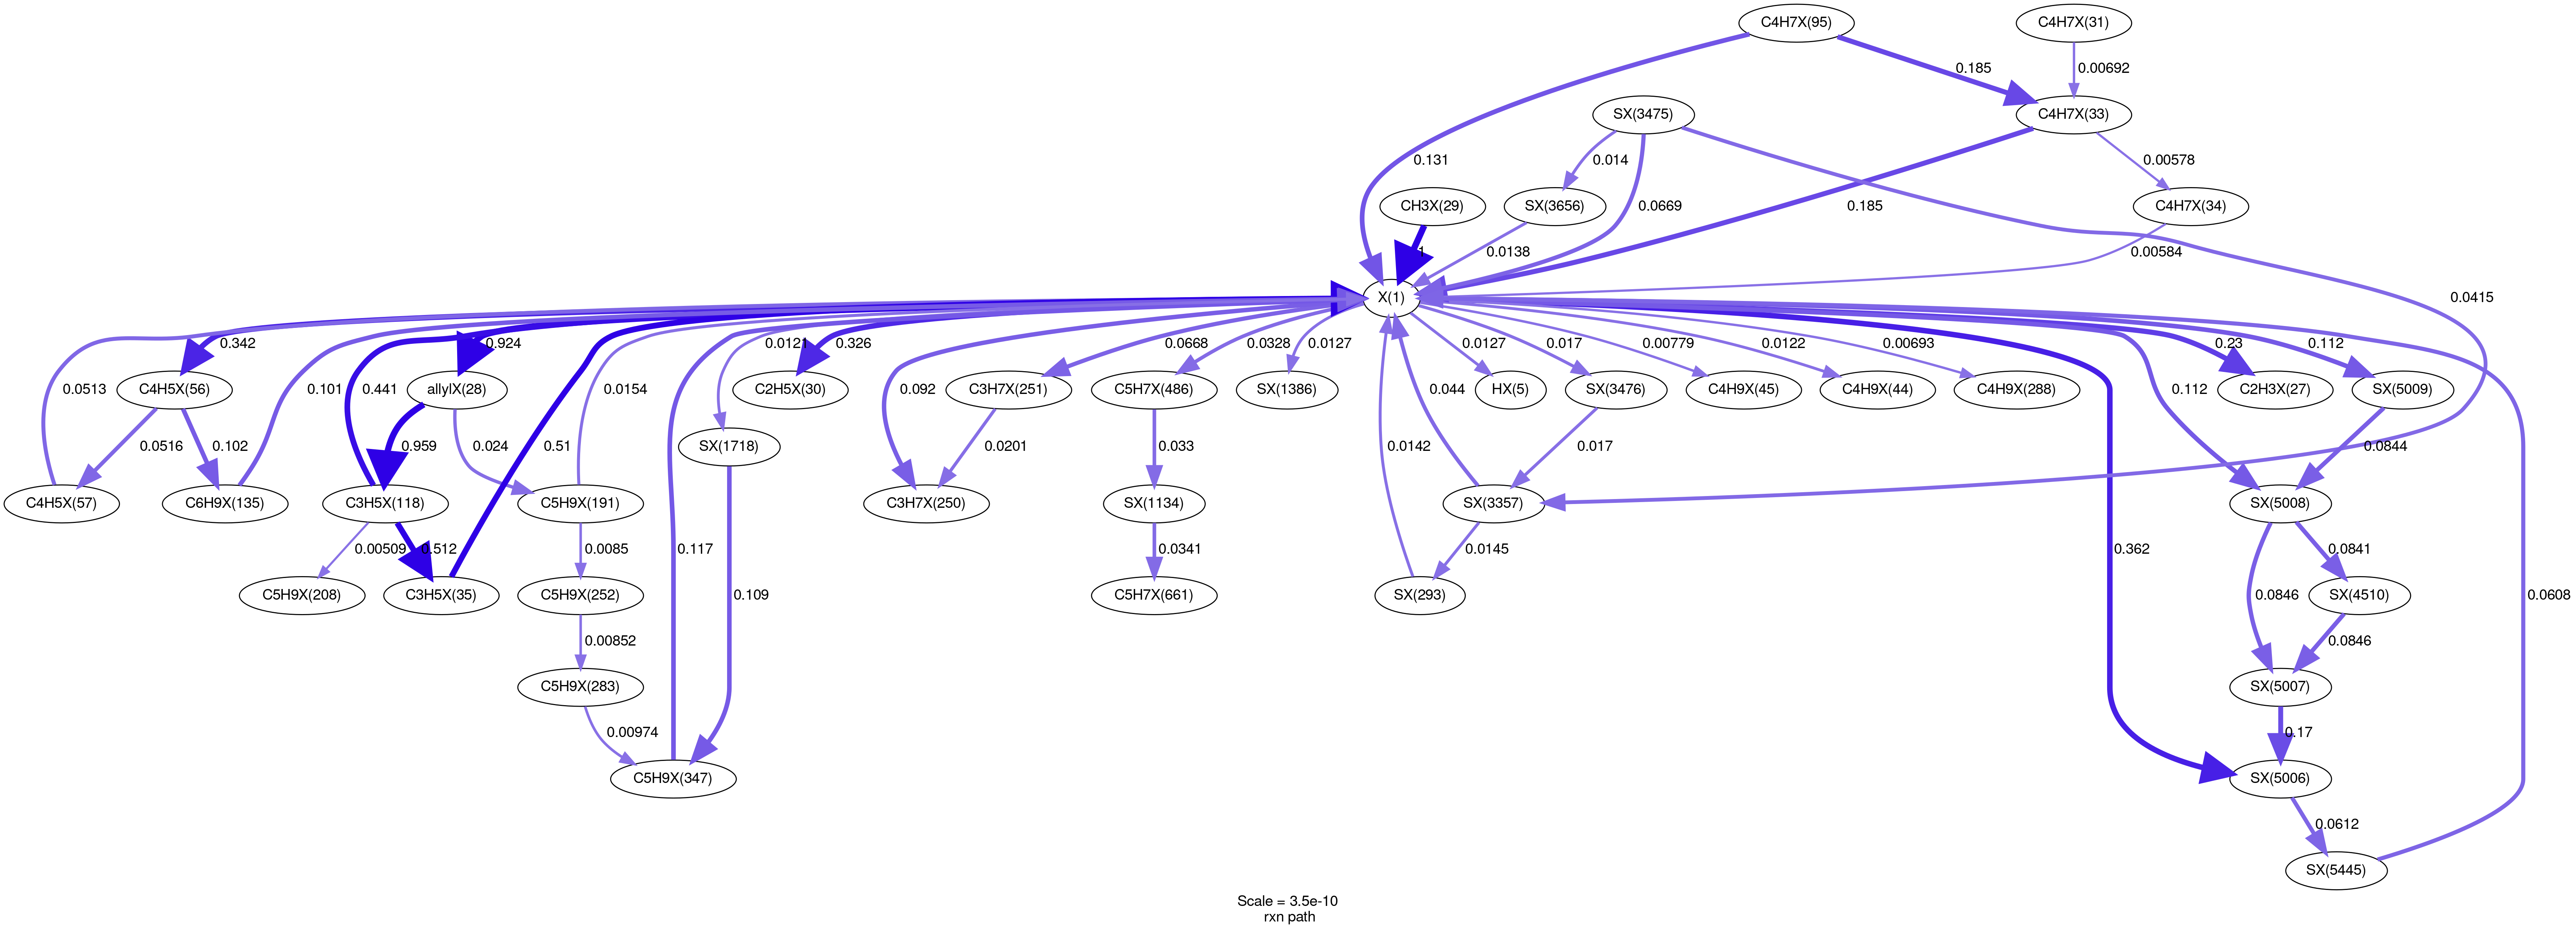 C4H7X(95)
C4H7X(31)
0.185
0.00692
SX(3475)
C4H7X(33)
0.131
0.014
0.00578
CH3X(29)
SX(3656)
0.0669
0.185
C4H7X(34)
1
0.0138
0.00584
X(1)
0.0415
0.342
0.924
0.0121
0.326
0.0668
0.0328
0.0127
0.0127
0.017
0.00779
0.0122
0.00693
0.23
0.112
C4H5X(56)
allylX(28)
C2H5X(30)
C3H7X(251)
C5H7X(486)
SX(1386)
HX(5)
SX(3476)
C4H9X(45)
C4H9X(44)
C4H9X(288)
C2H3X(27)
SX(5009)
0.0513
0.101
0.441
0.0154
0.092
0.044
0.112
0.0516
0.102
0.959
0.024
0.51
SX(1718)
0.0201
0.033
0.0142
0.017
0.0844
C4H5X(57)
C6H9X(135)
C3H5X(118)
C5H9X(191)
C3H7X(250)
SX(1134)
SX(3357)
SX(5008)
0.00509
0.512
0.0085
0.117
0.0341
0.0145
0.362
0.0841
C5H9X(208)
C3H5X(35)
C5H9X(252)
0.109
C5H7X(661)
SX(293)
0.0846
SX(4510)
0.0608
0.00852
0.0846
C5H9X(283)
SX(5007)
0.00974
0.17
C5H9X(347)
SX(5006)
0.0612
SX(5445)
Scale = 3.5e-10
rxn path